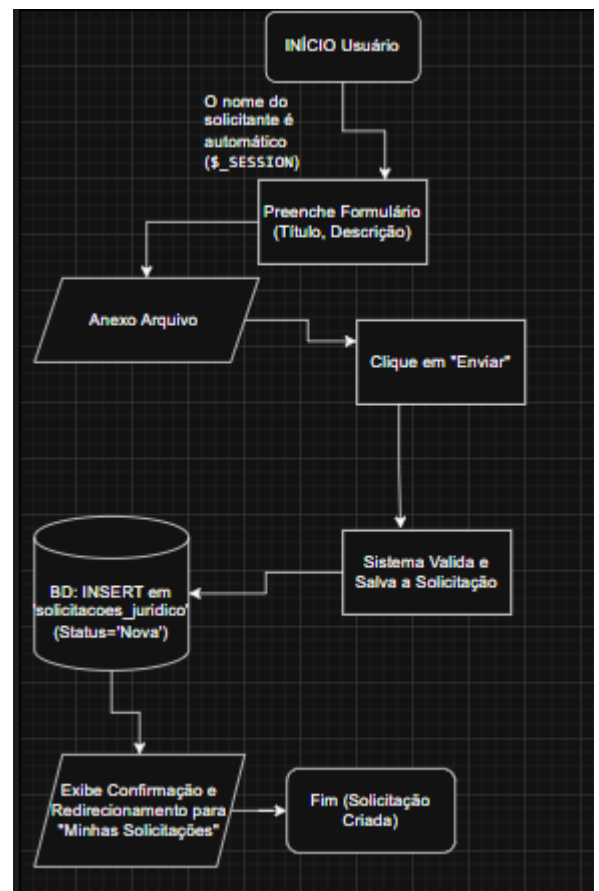 INÍCIO Usuário
O nome do
solicitante é
automático
($_SESSION)
Preenche Formulário
(Título, Descrição)
Anexo Arquivo
Clique em "Enviar"
Sistema Valida e
Salva a Solicitação
BD: INSERT em
'solicitacoes_juridico'
(Status='Nova')
Exibe Confirmação e
Redirecionamento para
"Minhas Solicitações"
Fim (Solicitação
Criada)